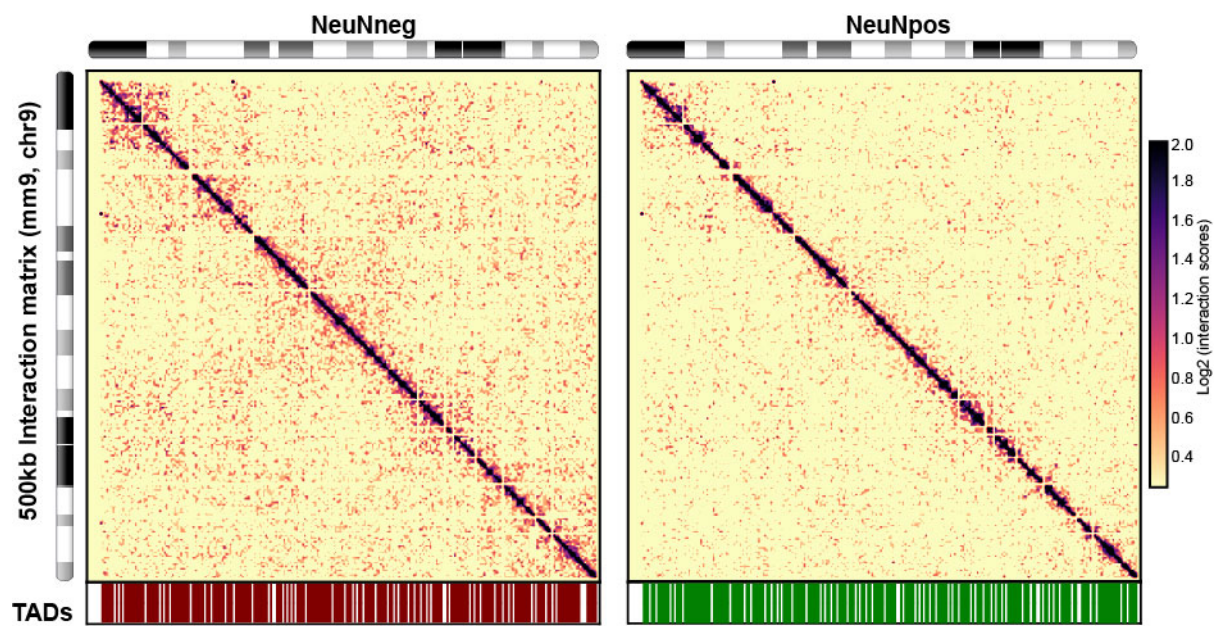 NeuNneg
NeuNpos
500kb Interaction matrix (mm9, chr9)
2.0
1.8
1.6
1.4
1.2
1.0
0.8
0.6
0.4
Log2 (interaction scores)
TADs